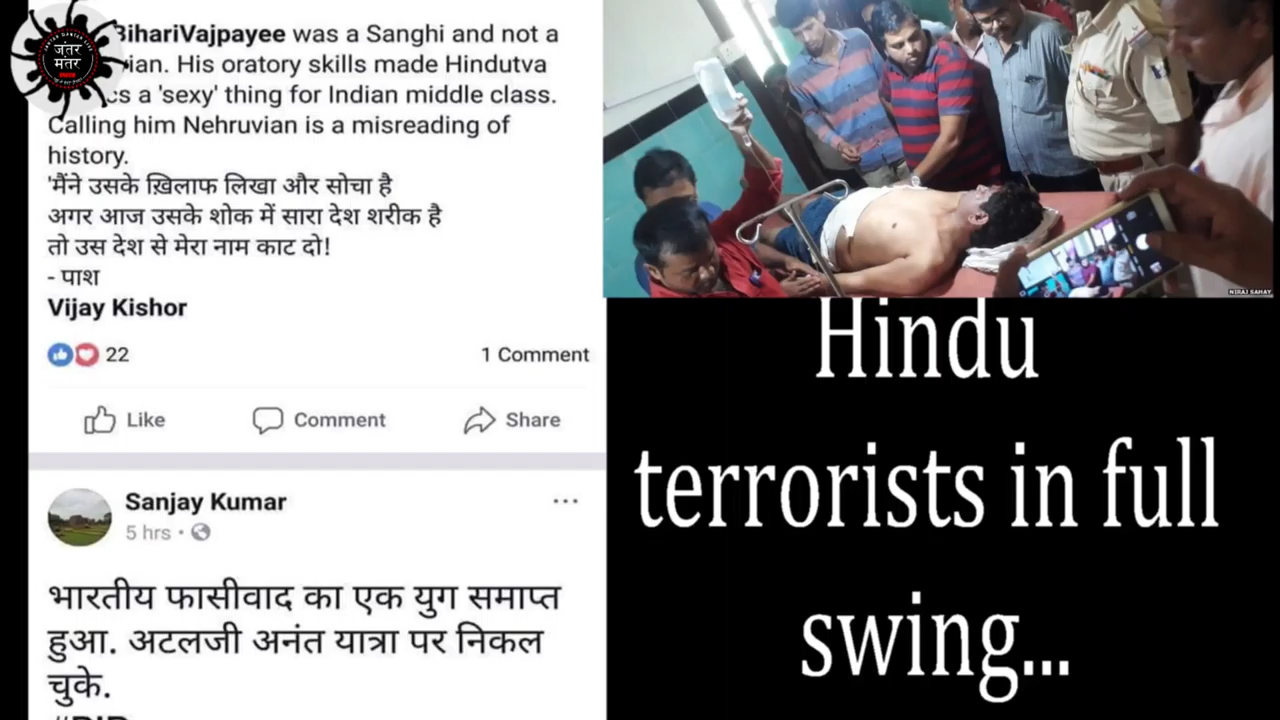 जंतर
मंतर
BihariVajpayee was a Sanghi and not a
ian. His oratory skills made Hindutva
cs a 'sexy' thing for Indian middle class.
Calling him Nehruvian is a misreading of
history.
'मैंने उसके ख़िलाफ लिखा और सोचा है
अगर आज उसके शोक में सारा देश शरीक है
तो उस देश से मेरा नाम काट दो!
- पाश
Vijay Kishor
22 1 Comment
Like Comment Share
Sanjay Kumar
5 hrs
भारतीय फासीवाद का एक युग समाप्त
हुआ. अटलजी अनंत यात्रा पर निकल
चुके.
NIRAJ SAHAY
Hindu
terrorists in full
swing...